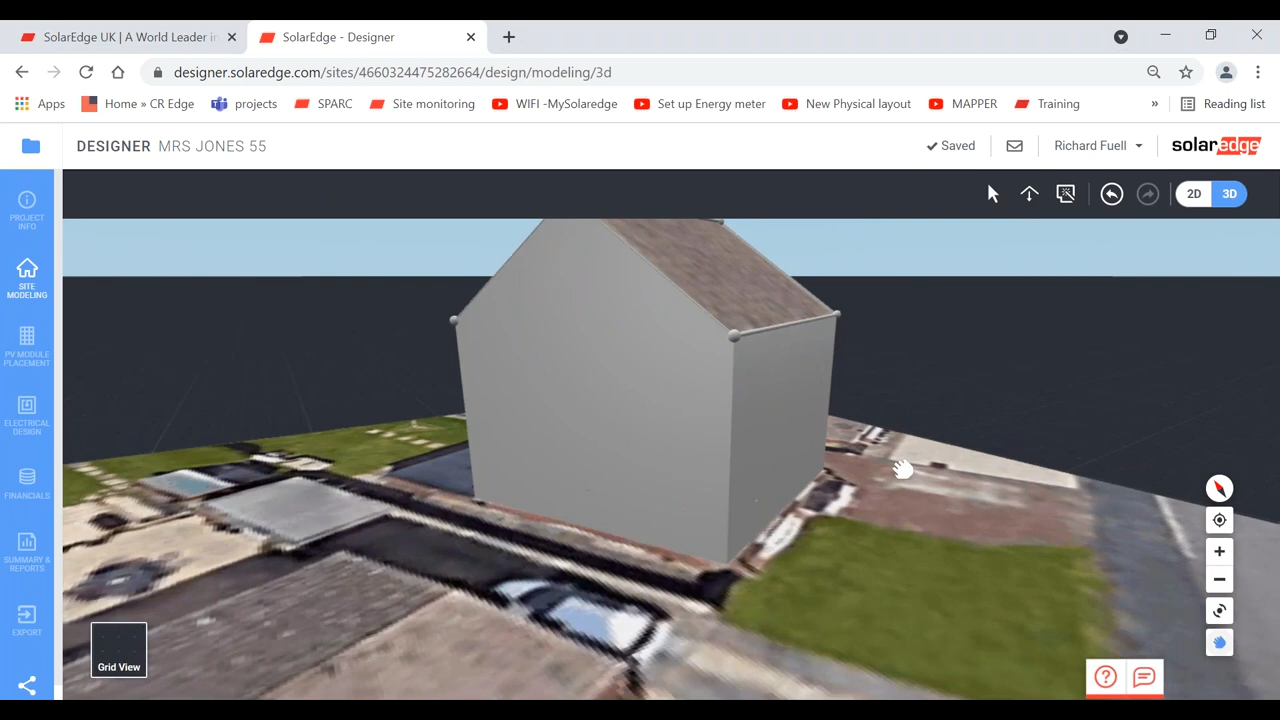 SolarEdge UK | A World Leader in
SolarEdge - Designer
designer.solaredge.com/sites/4660324475282664/design/modeling/3d
Apps Home » CR Edge projects SPARC Site monitoring WIFI -MySolaredge Set up Energy meter New Physical layout MAPPER Training » Reading list
DESIGNER MRS JONES 55 Saved Richard Fuell solaredge
2D 3D
PROJECT
INFO
SITE
MODELING
PV MODULE
PLACEMENT
ELECTRICAL
DESIGN
FINANCIALS
SUMMARY &
REPORTS
EXPORT
Grid View